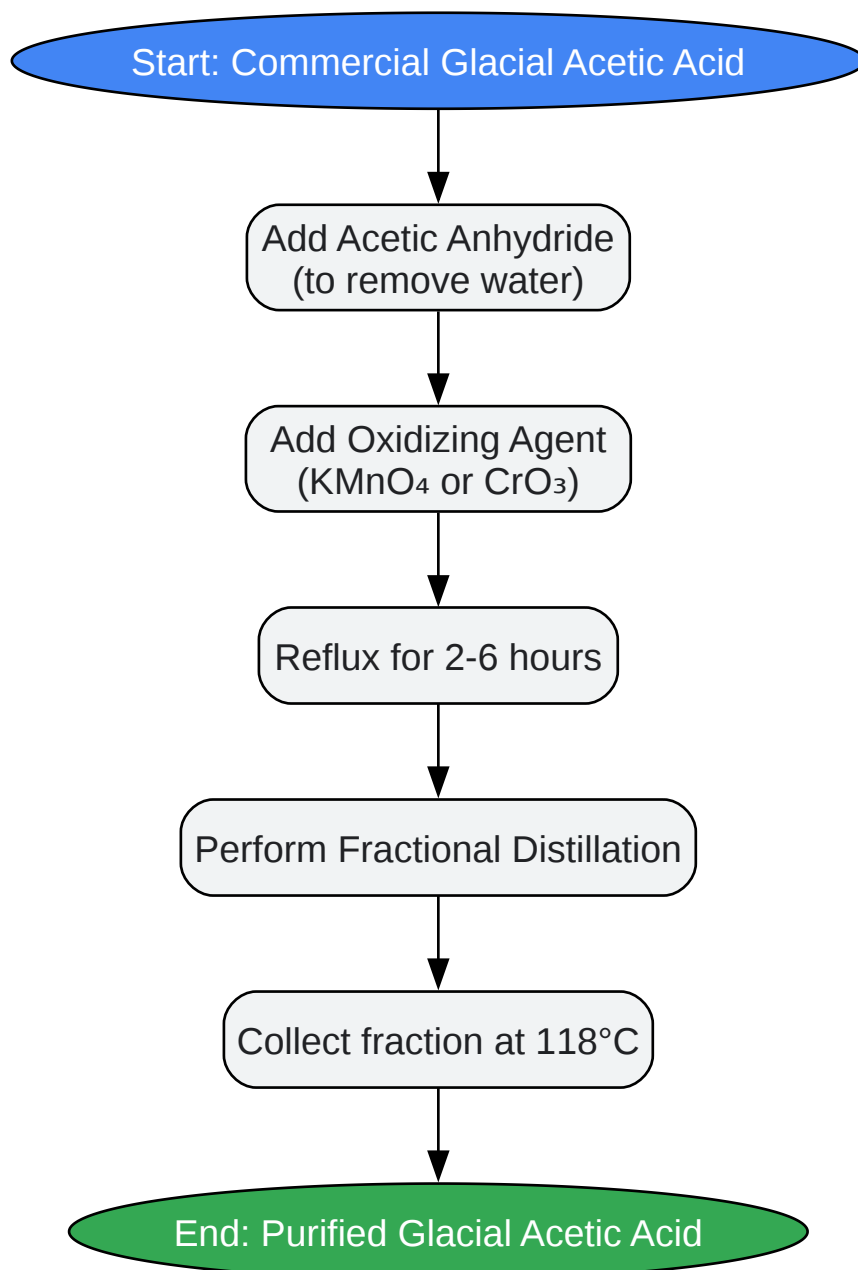 Start: Commercial Glacial Acetic Acid
Add Acetic Anhydride
(to remove water)
Add Oxidizing Agent
(KMnO₄ or CrO₃)
Reflux for 2-6 hours
Perform Fractional Distillation
Collect fraction at 118°C
End: Purified Glacial Acetic Acid